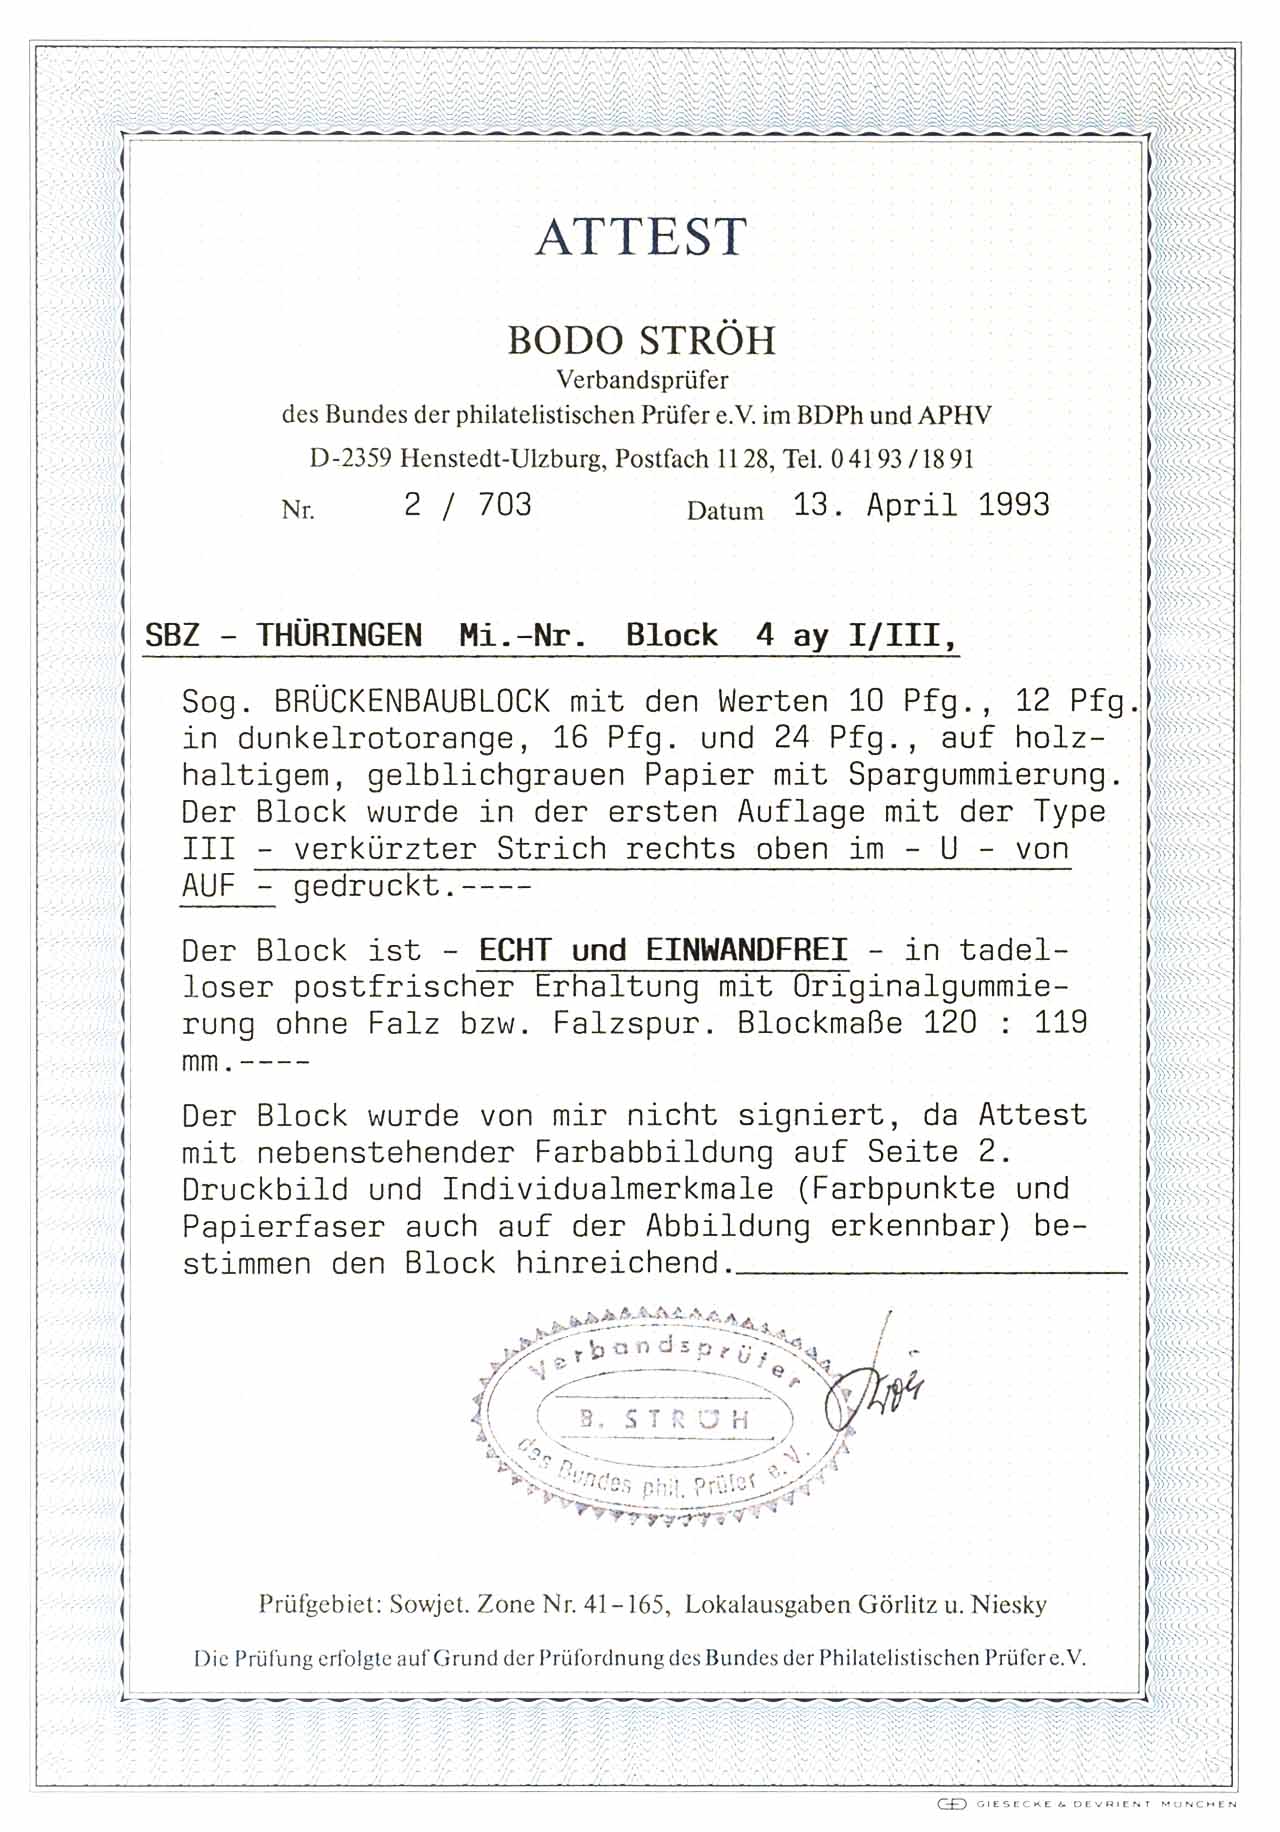 ATTEST
BODO STRÖH
Verbandsprüfer
des Bundes der philatelistischen Prüfer e.V. im BDPh und APHV
D-2359 Henstedt-Ulzburg, Postfach 11 28, Tel. 0 41 93 / 18 91
Nr. 2 / 703 Datum 13. April 1993
SBZ - THÜRINGEN Mi.-Nr. Block 4 ay I/III,
Sog. BRÜCKENBAUBLOCK mit den Werten 10 Pfg., 12 Pfg.
in dunkelrotorange, 16 Pfg. und 24 Pfg., auf holz-
haltigem, gelblichgrauen Papier mit Spargummierung.
Der Block wurde in der ersten Auflage mit der Type
III - verkürzter Strich rechts oben im - U - von
AUF - gedruckt.----
Der Block ist - ECHT und EINWANDFREI - in tadel-
loser postfrischer Erhaltung mit Originalgummie-
rung ohne Falz bzw. Falzspur. Blockmaße 120 : 119
mm.----
Der Block wurde von mir nicht signiert, da Attest
mit nebenstehender Farbabbildung auf Seite 2.
Druckbild und Individualmerkmale (Farbpunkte und
Papierfaser auch auf der Abbildung erkennbar) be-
stimmen den Block hinreichend.
Verbandsprüfer
B. STRÖH
des Bundes phil. Prüfer e.V.
Ströh
Prüfgebiet: Sowjet. Zone Nr. 41-165, Lokalausgaben Görlitz u. Niesky
Die Prüfung erfolgte auf Grund der Prüfordnung des Bundes der Philatelistischen Prüfer e.V.
GIESECKE & DEVRIENT MÜNCHEN